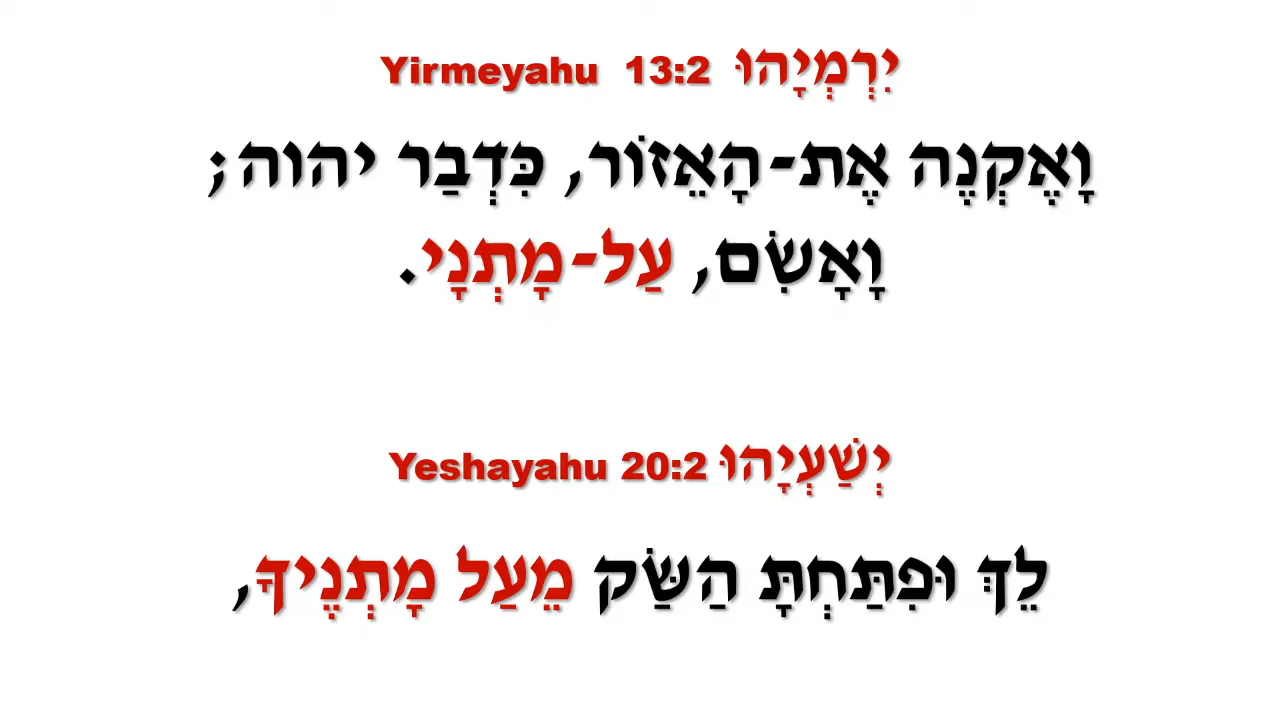 Yirmeyahu 13:2 יִרְמְיָהוּ
וָאֶקְנֶה אֶת-הָאֵזוֹר, כִּדְבַר יהוה;
וָאָשִׂם, עַל-מָתְנָי.
Yeshayahu 20:2 יְשַׁעְיָהוּ
לֵךְ וּפִתַּחְתָּ הַשַּׂק מֵעַל מָתְנֶיךָ,